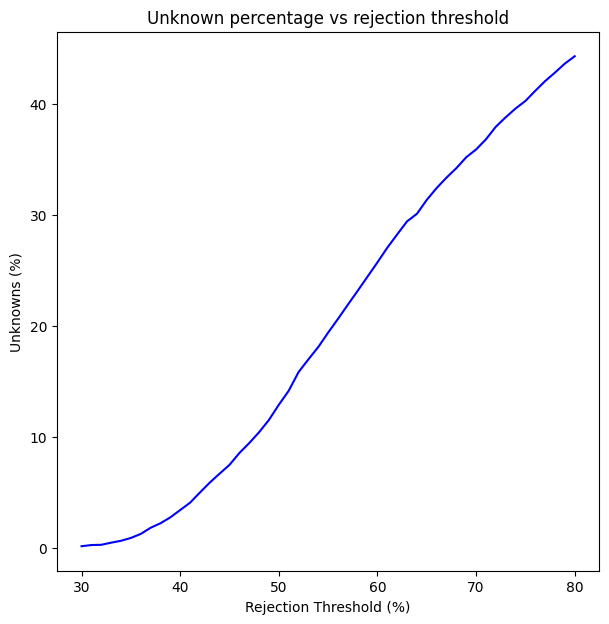 Unknown percentage vs rejection threshold
Unknowns (%)
40
30
20
10
0
30 40 50 60 70 80
Rejection Threshold (%)